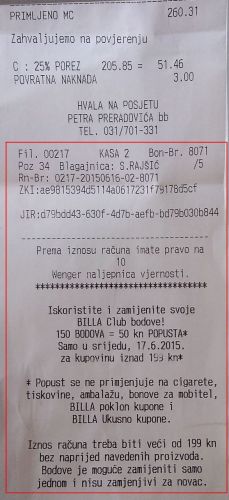 PRIMLJENO MC 260.31
Zahvaljujemo na povjerenju
C : 25% POREZ 205.85 = 51.46
POVRATNA NAKNADA 3.00
HVALA NA POSJETU
PETRA PRERADOVIĆA bb
TEL. 031/701-331
Fil. 00217 KASA 2 Bon-Br. 8071
Poz 34 Blagajnica: S.RAJŠIĆ /5
Rn-Br: 0217-20150616-02-8071
ZKI:ae9815394d5114a0617231f79178d5cf
JIR:d79bdd43-630f-4d7b-aefb-bd79b030b844
Prema iznosu računa imate pravo na
10
Wenger naljepnica vjernosti.
***********************************
Iskoristite i zamijenite svoje
BILLA Club bodove!
150 BODOVA = 50 kn POPUSTA*
Samo u srijedu, 17.6.2015.
za kupovinu iznad 199 kn*
* Popust se ne primjenjuje na cigarete,
tiskovine, ambalažu, bonove za mobitel,
BILLA poklon kupone i
BILLA Ukusno kupone.
Iznos računa treba biti veći od 199 kn
bez naprijed navedenih proizvoda.
Bodove je moguće zamijeniti samo
jednom i nisu zamjenjivi za novac.